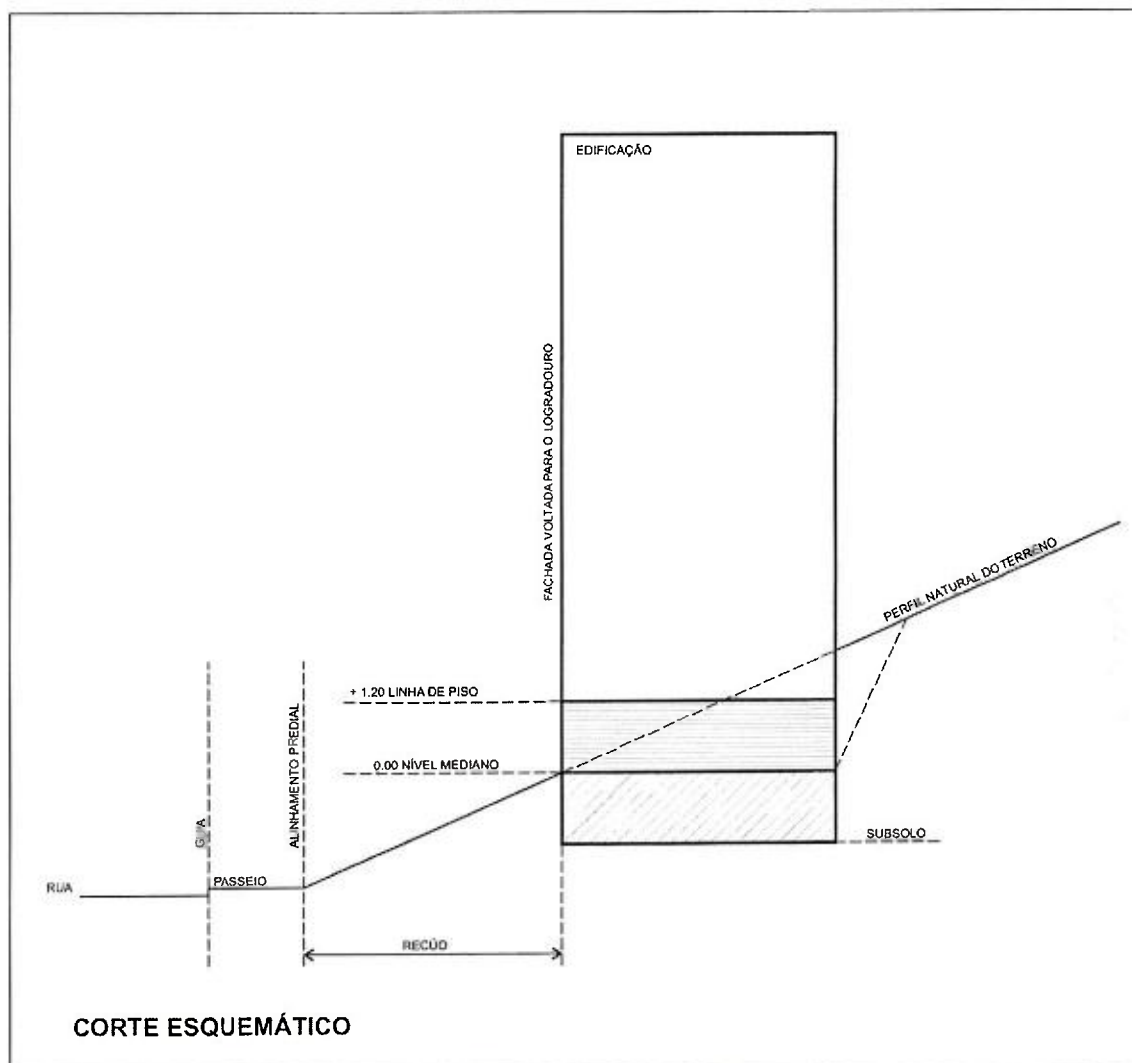 EDIFICAÇÃO
FACHADA VOLTADA PARA O LOGRADOURO
PERFIL NATURAL DO TERRENO
+ 1.20 LINHA DE PISO
ALINHAMENTO PREDIAL
0.00 NÍVEL MEDIANO
GUIA
SUBSOLO
PASSEIO
RUA
RECÚO
CORTE ESQUEMÁTICO